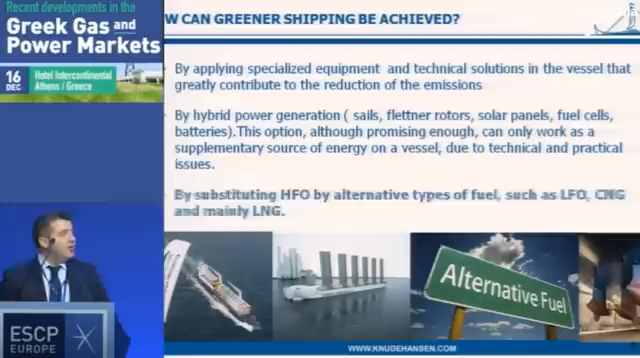 Recent developments in the
Greek Gas and
Power Markets
16
DEC
Hotel Intercontinental
Athens / Greece
W CAN GREENER SHIPPING BE ACHIEVED?
By applying specialized equipment and technical solutions in the vessel that
greatly contribute to the reduction of the emissions
By hybrid power generation ( sails, flettner rotors, solar panels, fuel cells,
batteries).This option, although promising enough, can only work as a
supplementary source of energy on a vessel, due to technical and practical
issues.
By substituting HFO by alternative types of fuel, such as LFO, CNG
and mainly LNG.
Alternative Fuel
ESCP
EUROPE
WWW.KNUDEHANSEN.COM